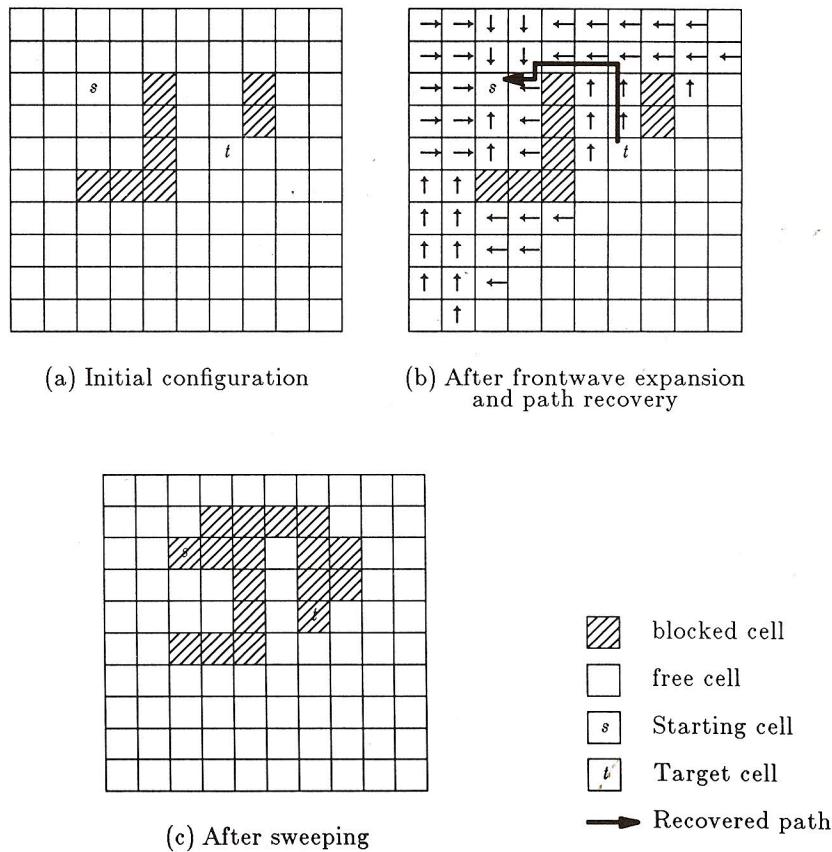 s
t
s
t
(a) Initial configuration
(b) After frontwave expansion
and path recovery
s
t
blocked cell
free cell
s Starting cell
t Target cell
Recovered path
(c) After sweeping